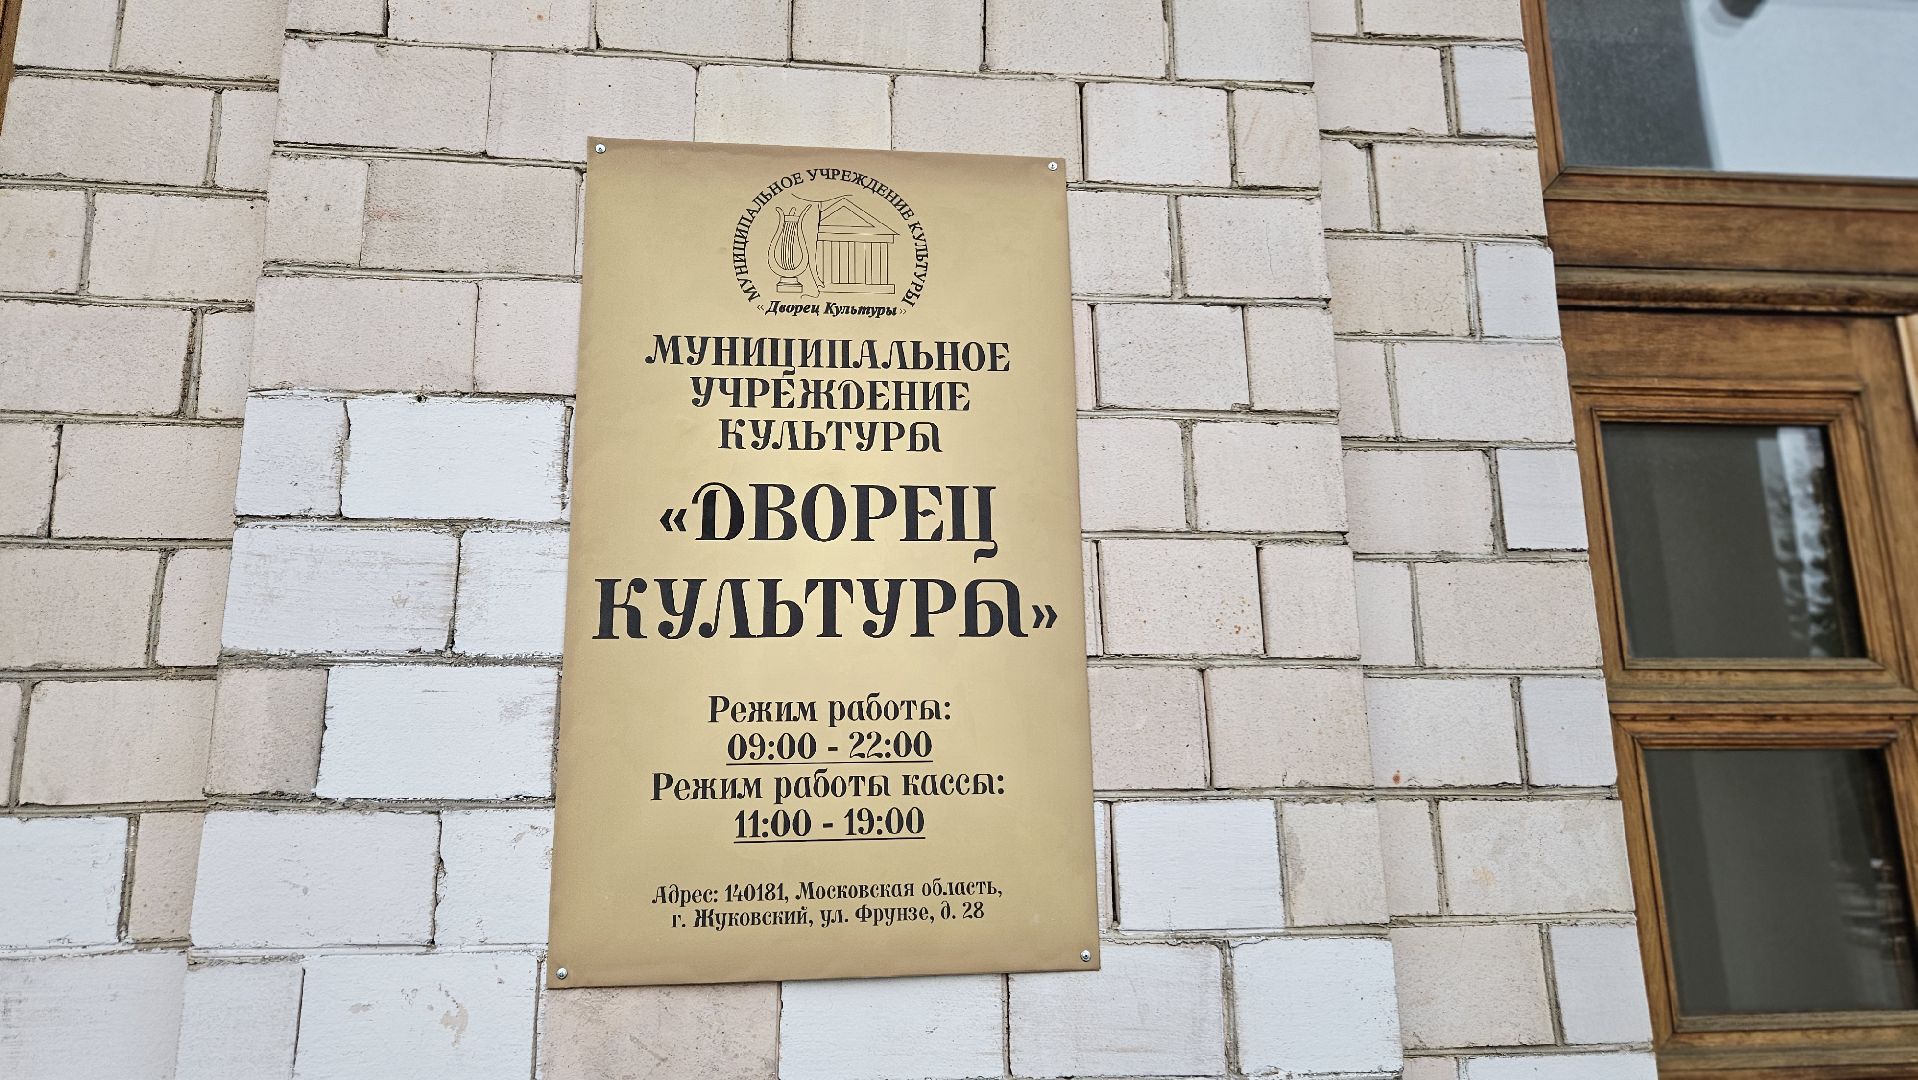 МУНИЦИПАЛЬНОЕ УЧРЕЖДЕНИЕ КУЛЬТУРЫ
«Дворец Культуры»
МУНИЦИПАЛЬНОЕ
УЧРЕЖДЕНИЕ
КУЛЬТУРЫ
«ДВОРЕЦ
КУЛЬТУРЫ»
Режим работы:
09:00 - 22:00
Режим работы кассы:
11:00 - 19:00
Адрес: 140181, Московская область,
г. Жуковский, ул. Фрунзе, д. 28